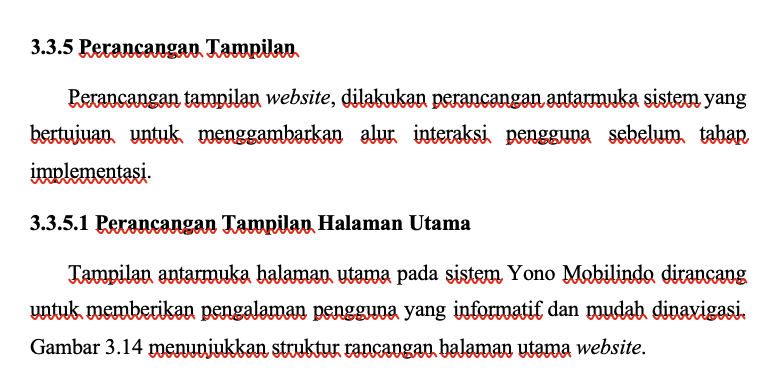 3.3.5 Perancangan Tampilan
Perancangan tampilan website, dilakukan perancangan antarmuka sistem yang
bertujuan untuk menggambarkan alur interaksi pengguna sebelum tahap
implementasi.
3.3.5.1 Perancangan Tampilan Halaman Utama
Tampilan antarmuka halaman utama pada sistem Yono Mobilindo dirancang
untuk memberikan pengalaman pengguna yang informatif dan mudah dinavigasi.
Gambar 3.14 menunjukkan struktur rancangan halaman utama website.